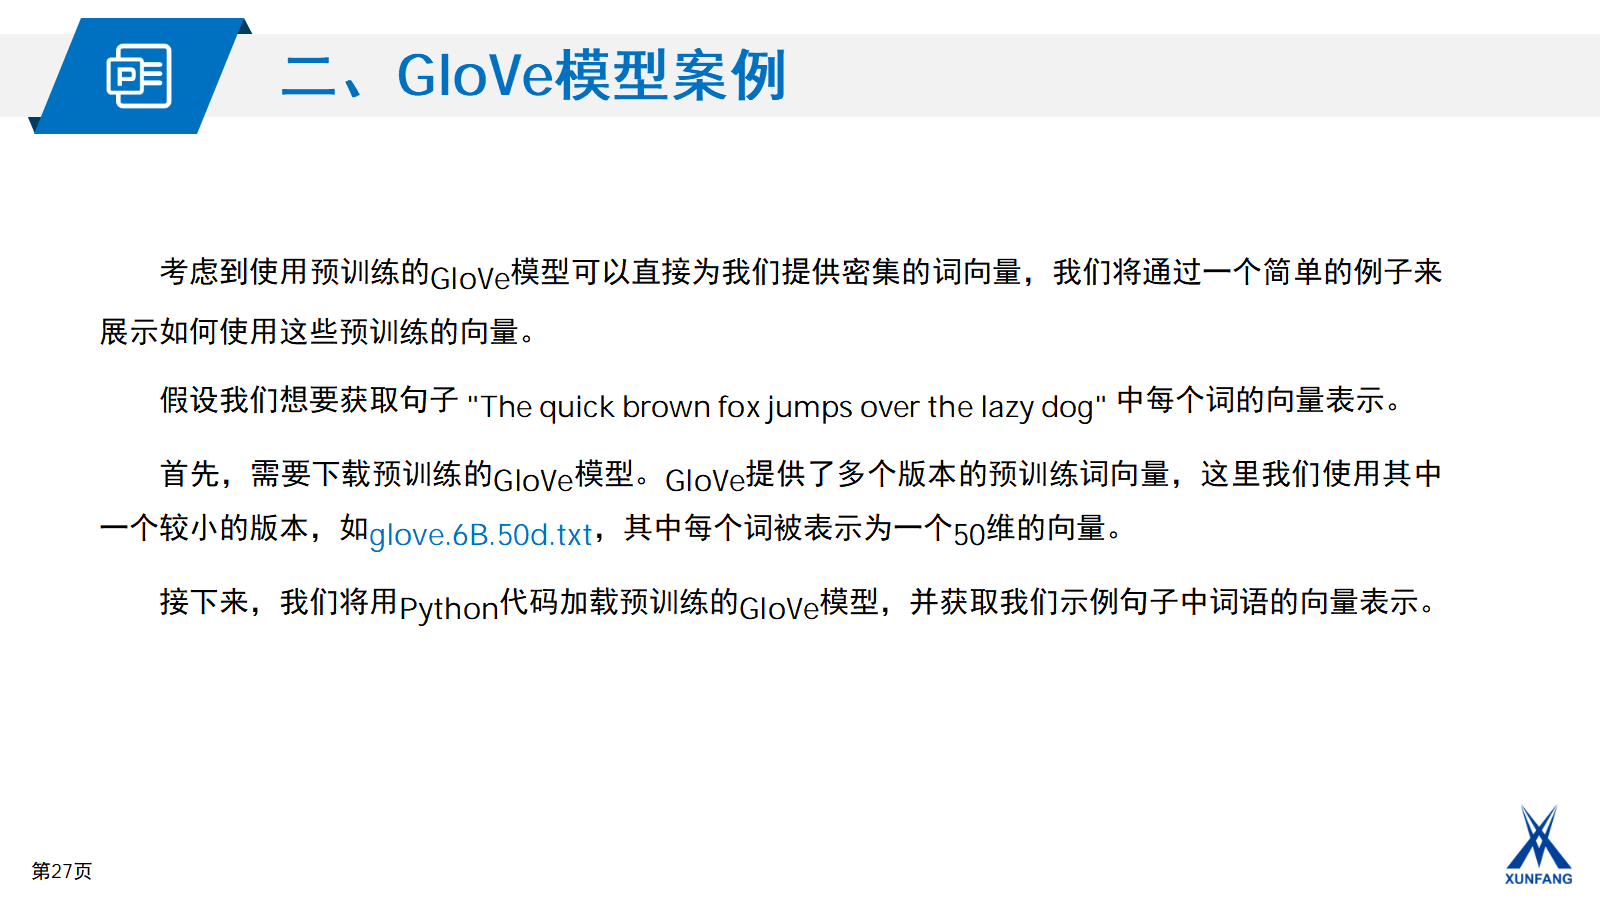 二、GloVe模型案例
考虑到使用预训练的GloVe模型可以直接为我们提供密集的词向量，我们将通过一个简单的例子来
展示如何使用这些预训练的向量。
假设我们想要获取句子 "The quick brown fox jumps over the lazy dog" 中每个词的向量表示。
首先，需要下载预训练的GloVe模型。GloVe提供了多个版本的预训练词向量，这里我们使用其中
一个较小的版本，如glove.6B.50d.txt，其中每个词被表示为一个50维的向量。
接下来，我们将用Python代码加载预训练的GloVe模型，并获取我们示例句子中词语的向量表示。
第27页
XUNFANG